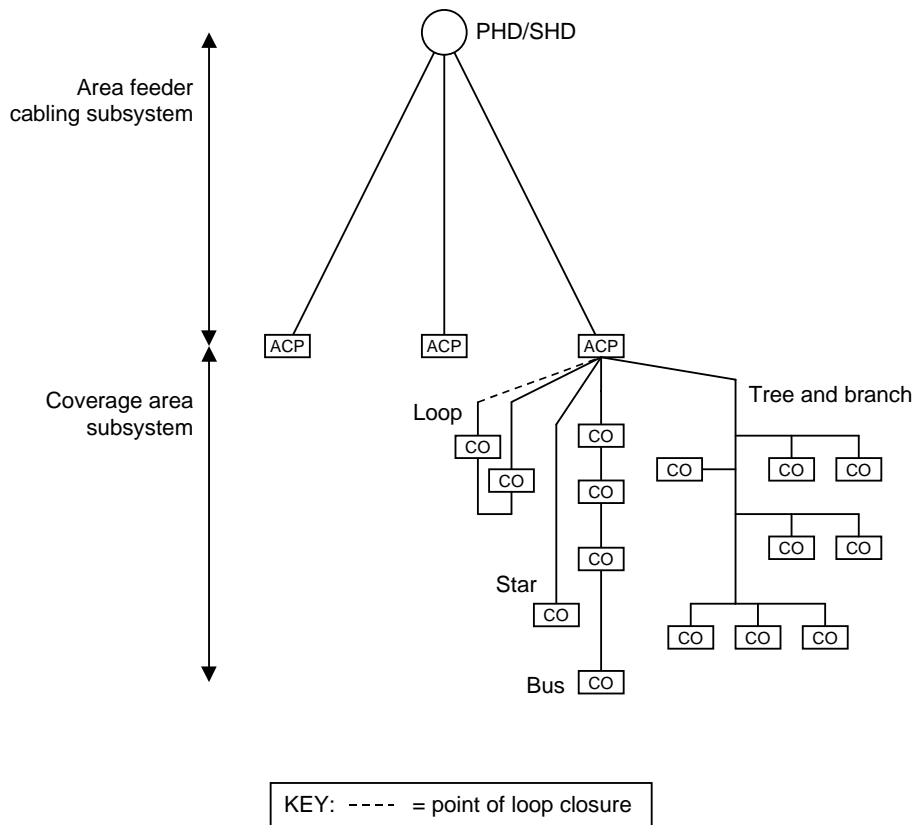 PHD/SHD
Area feeder
cabling subsystem
ACP
ACP
ACP
Coverage area
subsystem
Loop
Tree and branch
CO
CO
CO
CO
CO
CO
CO
CO
CO
CO
CO
Star
CO
CO
CO
CO
Bus
CO
KEY: ---- = point of loop closure